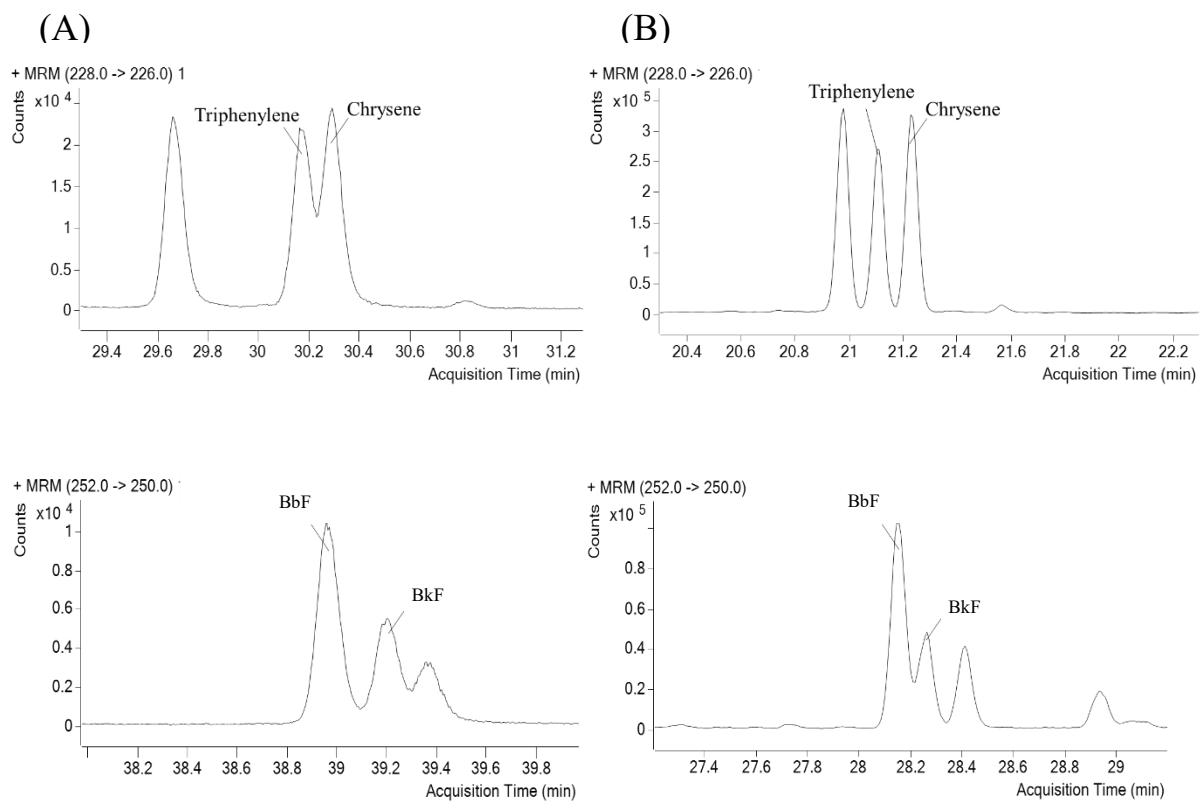 (A)
+ MRM (228.0 -> 226.0) 1
x10 4
Counts
Triphenylene
Chrysene
2
1.5
1
0.5
0
29.4 29.6 29.8 30 30.2 30.4 30.6 30.8 31 31.2
Acquisition Time (min)
(B)
+ MRM (228.0 -> 226.0)
x10 5
Counts
Triphenylene
Chrysene
3.5
3
2.5
2
1.5
1
0.5
0
20.4 20.6 20.8 21 21.2 21.4 21.6 21.8 22 22.2
Acquisition Time (min)
+ MRM (252.0 -> 250.0)
x10 4
Counts
BbF
BkF
1
0.8
0.6
0.4
0.2
0
38.2 38.4 38.6 38.8 39 39.2 39.4 39.6 39.8
Acquisition Time (min)
+ MRM (252.0 -> 250.0)
x10 5
Counts
BbF
BkF
0.8
0.6
0.4
0.2
0
27.4 27.6 27.8 28 28.2 28.4 28.6 28.8 29
Acquisition Time (min)